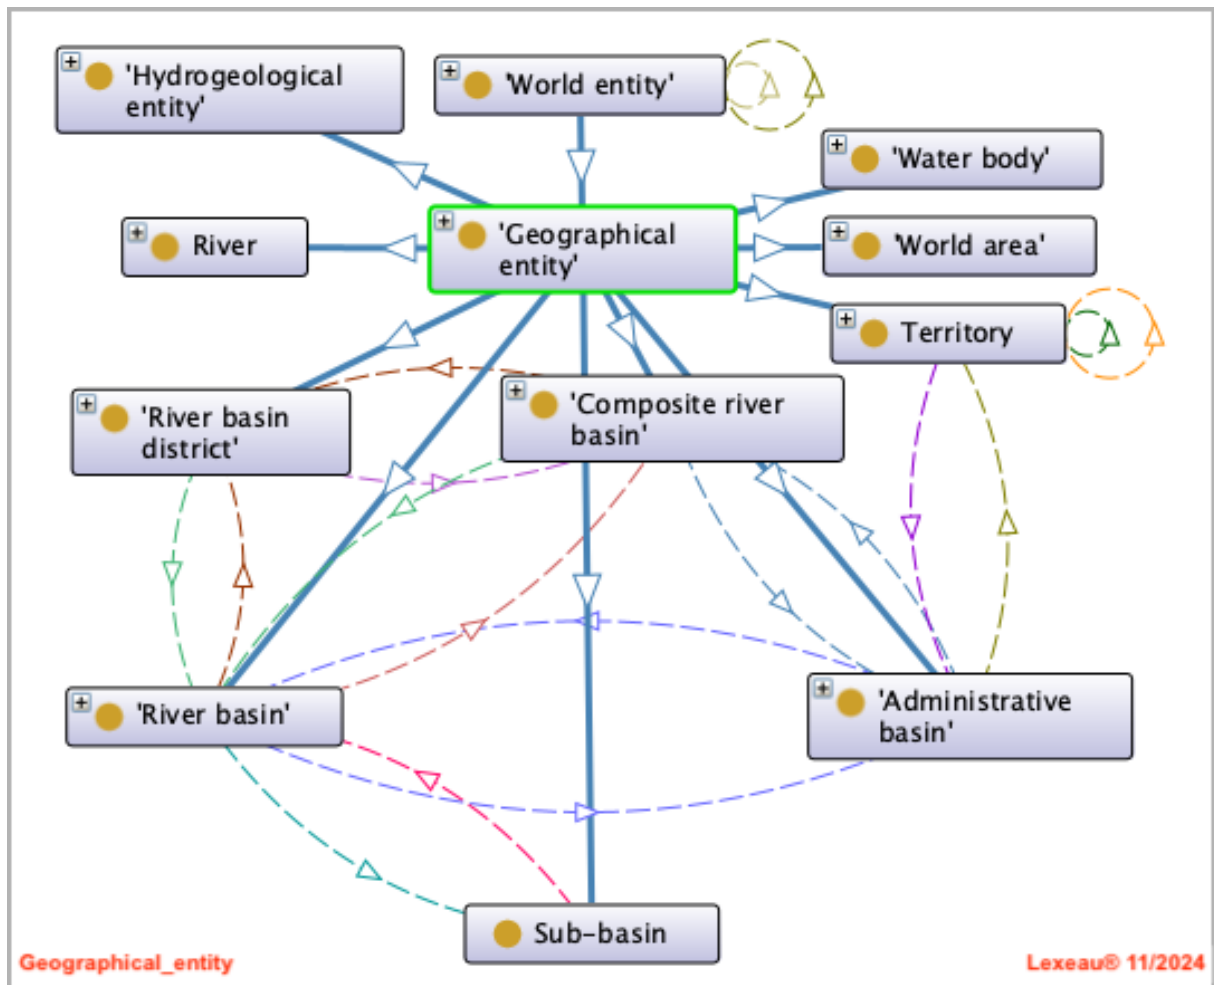 'Hydrogeological
entity'
'World entity'
'Water body'
River
'Geographical
entity'
'World area'
Territory
'River basin
district'
'Composite river
basin'
'River basin'
'Administrative
basin'
Sub-basin
Geographical_entity
Lexeau® 11/2024